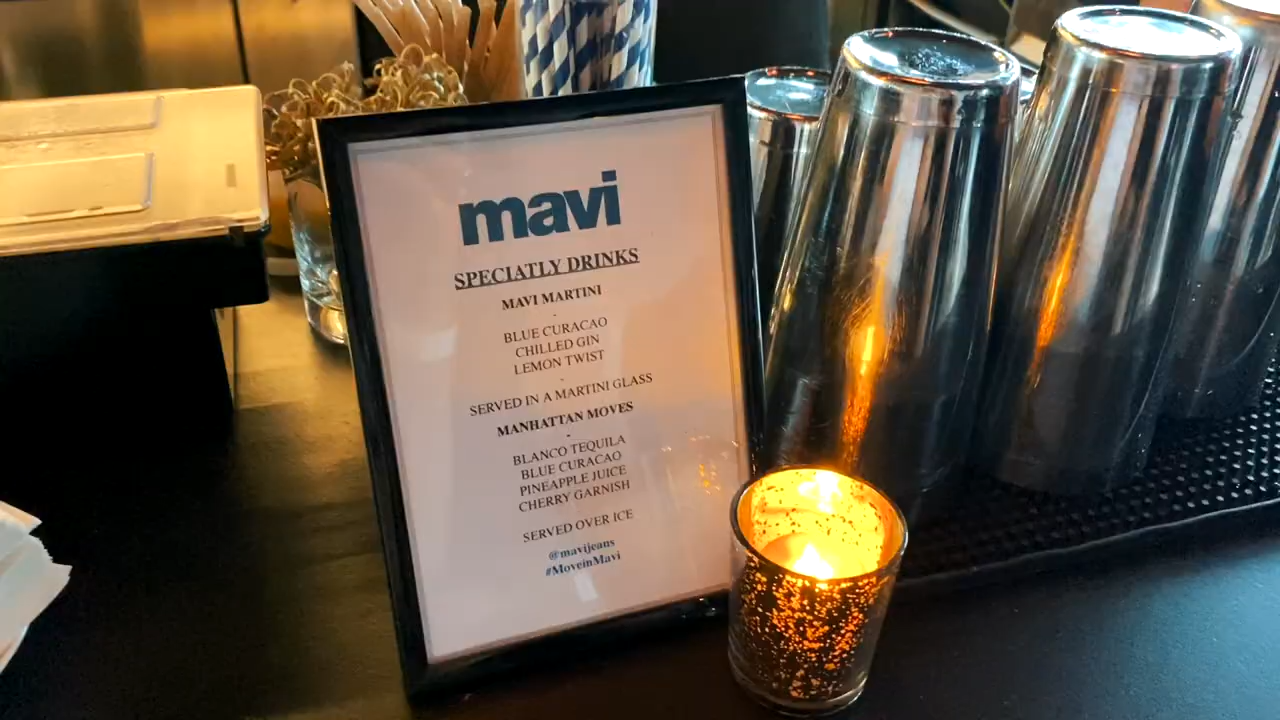 mavi
SPECIATLY DRINKS
MAVI MARTINI
-
BLUE CURACAO
CHILLED GIN
LEMON TWIST
-
SERVED IN A MARTINI GLASS
MANHATTAN MOVES
-
BLANCO TEQUILA
BLUE CURACAO
PINEAPPLE JUICE
CHERRY GARNISH
SERVED OVER ICE
@mavijeans
#MoveinMavi